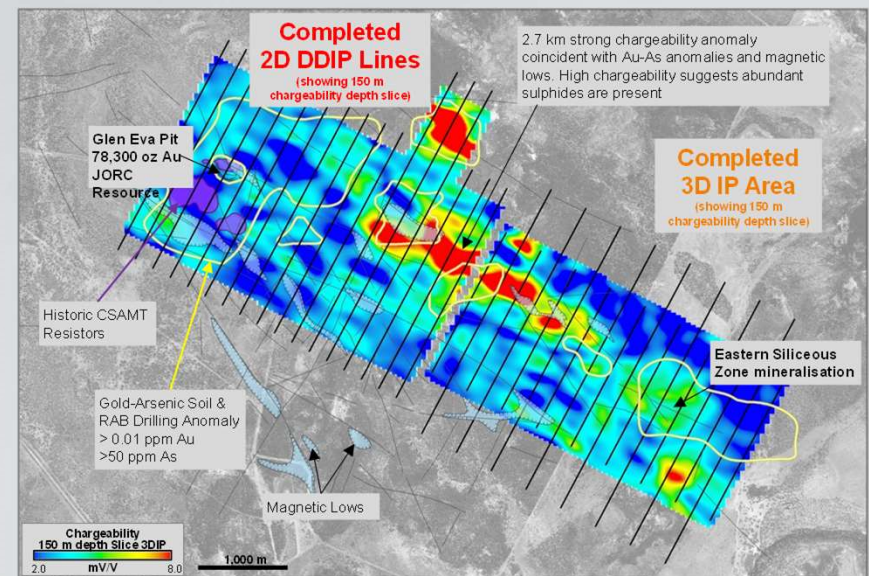 Completed
2D DDIP Lines
(showing 150 m
chargeability depth slice)
2.7 km strong chargeability anomaly
coincident with Au-As anomalies and magnetic
lows. High chargeability suggests abundant
sulphides are present
Glen Eva Pit
78,300 oz Au
JORC
Resource
Completed
3D IP Area
(showing 150 m
chargeability depth slice)
Historic CSAMT
Resistors
Eastern Siliceous
Zone mineralisation
Gold-Arsenic Soil &
RAB Drilling Anomaly
> 0.01 ppm Au
>50 ppm As
Magnetic Lows
Chargeability
150 m depth Slice 3DIP
2.0 mV/V 8.0
1,000 m